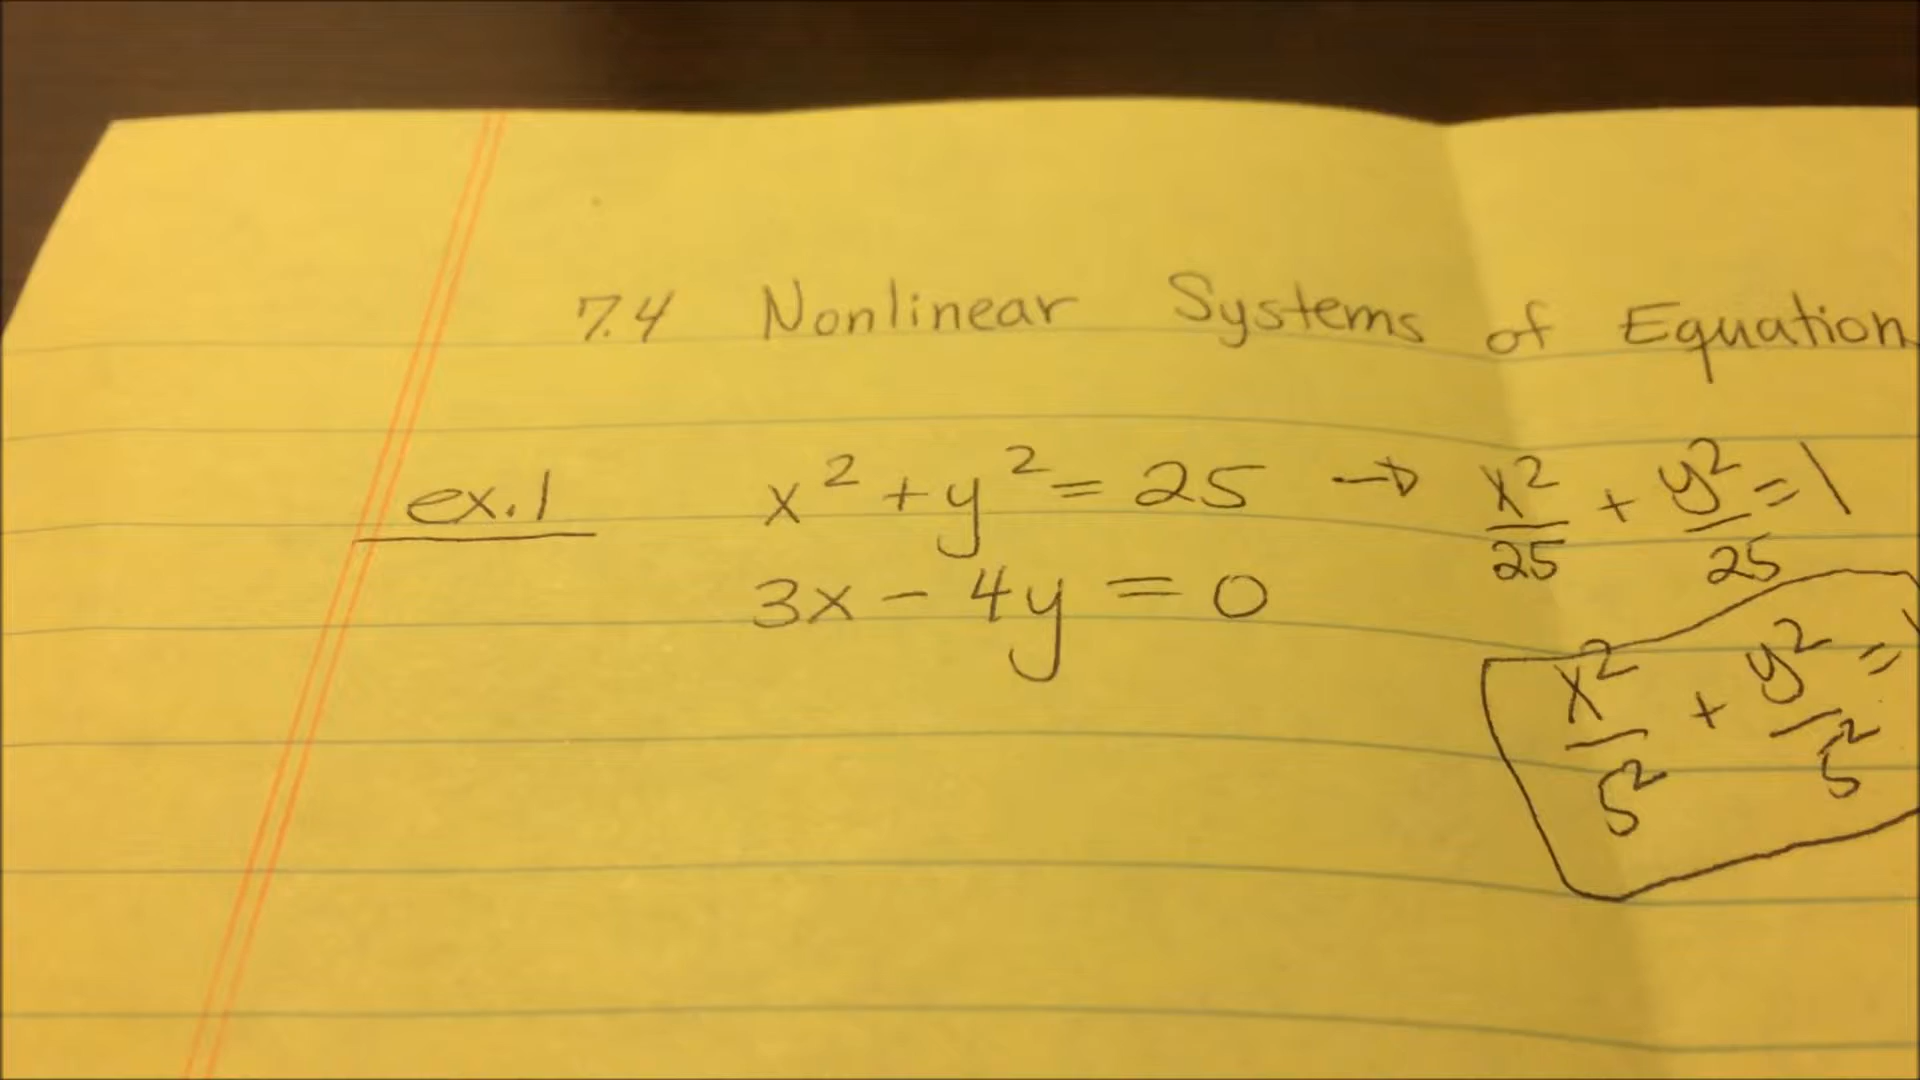 7.4 Nonlinear Systems of Equation
ex.1 x² + y² = 25 → x²/25 + y²/25 = 1
3x - 4y = 0
x²/5² + y²/5² =